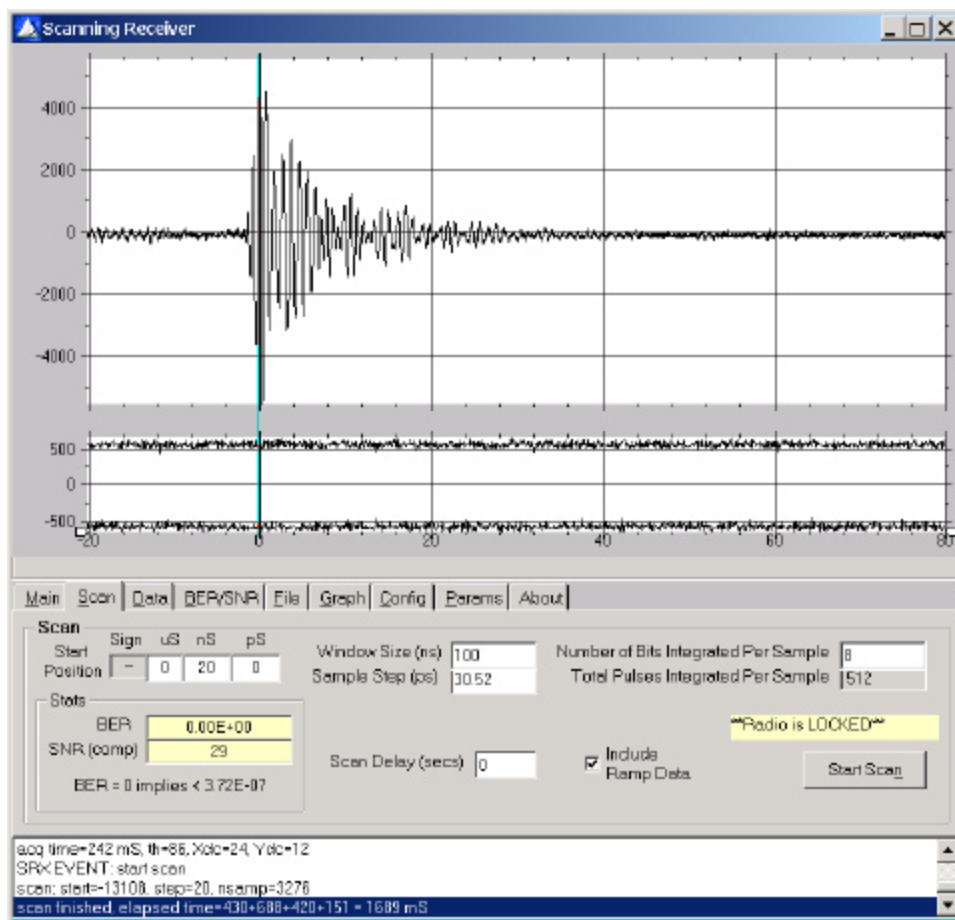 Scanning Receiver
4000
2000
0
-2000
-4000
500
0
-500
-20 0 20 40 60 80
Main Scan Data BER/SNR File Graph Config Params About
Scan
Sign uS nS pS
Start Position - 0 20 0
Window Size (ns) 100
Sample Step (ps) 30.52
Number of Bits Integrated Per Sample 8
Total Pulses Integrated Per Sample 512
Stats
BER 0.00E+00
SNR (comp) 29
BER = 0 implies < 3.72E-07
Scan Delay (secs) 0
Include
Ramp Data
**Radio is LOCKED**
Start Scan
acq time=242 mS, th=86, Xdc=24, Ydc=12
SRX EVENT: start scan
scan: start=-13108, step=20, nsamp=3276
scan finished, elapsed time=430+688+420+151 = 1689 mS